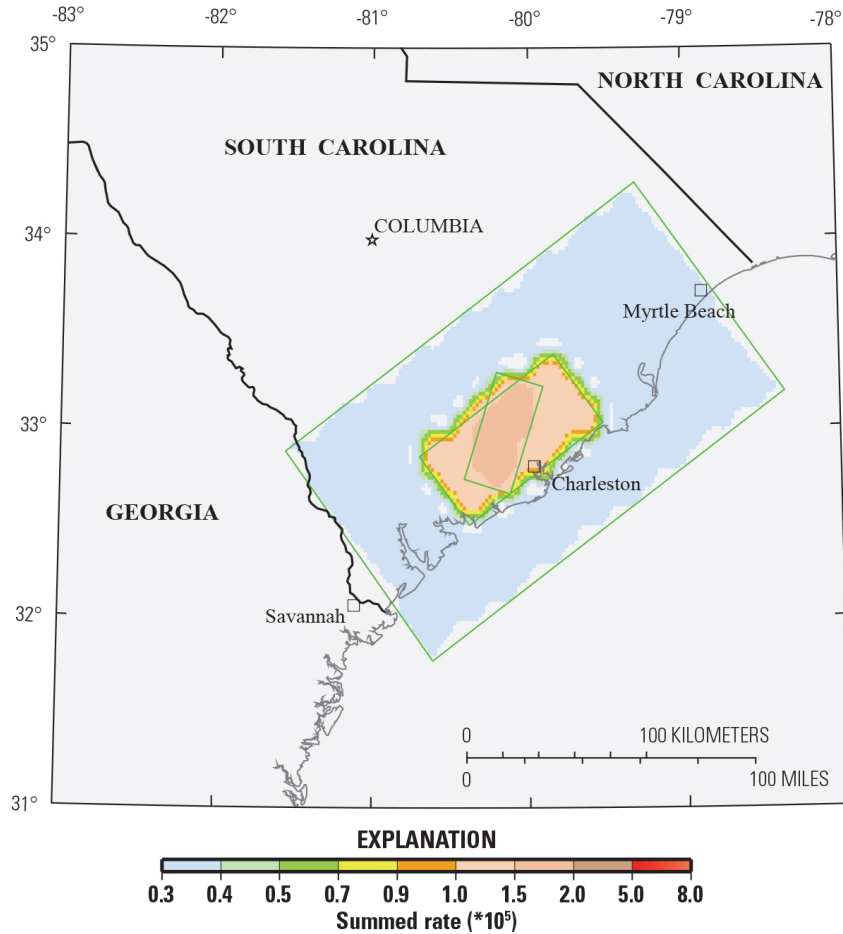 -83° -82° -81° -80° -79° -78°
35°
NORTH CAROLINA
SOUTH CAROLINA
34°
COLUMBIA
Myrtle Beach
33°
Charleston
GEORGIA
32°
Savannah
0 100 KILOMETERS
0 100 MILES
31°
EXPLANATION
0.3 0.4 0.5 0.7 0.9 1.0 1.5 2.0 5.0 8.0
Summed rate (*10⁵)